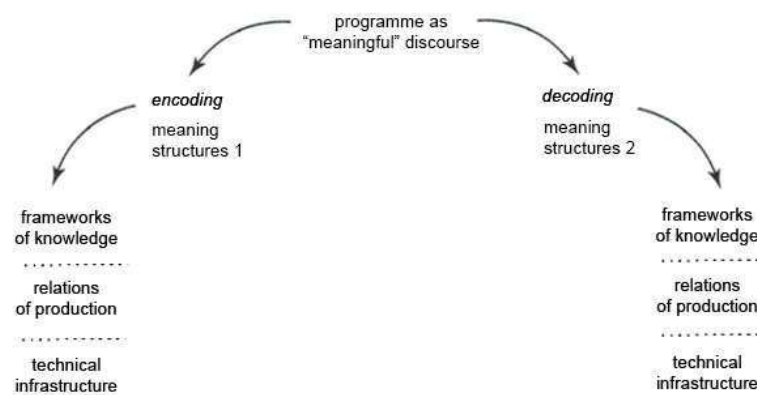 programme as
“meaningful” discourse
encoding
meaning
structures 1
decoding
meaning
structures 2
frameworks
of knowledge
relations
of production
technical
infrastructure
frameworks
of knowledge
relations
of production
technical
infrastructure